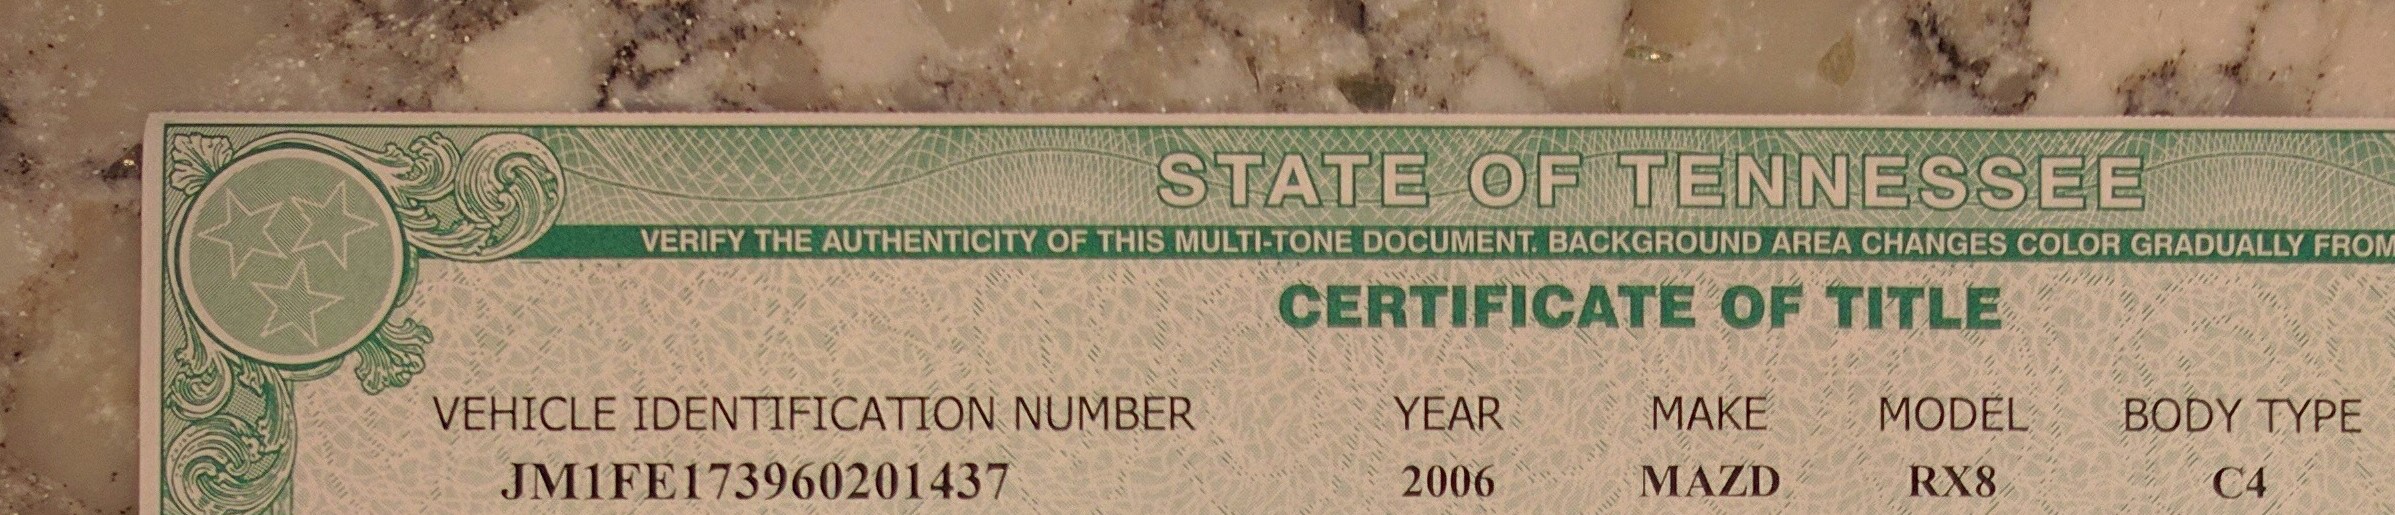 STATE OF TENNESSEE
VERIFY THE AUTHENTICITY OF THIS MULTI-TONE DOCUMENT. BACKGROUND AREA CHANGES COLOR GRADUALLY FROM
CERTIFICATE OF TITLE
VEHICLE IDENTIFICATION NUMBER YEAR MAKE MODEL BODY TYPE
JM1FE173960201437 2006 MAZD RX8 C4